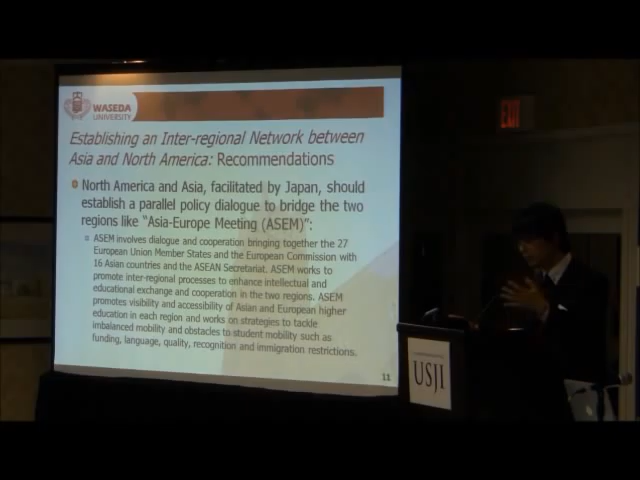 WASEDA
UNIVERSITY
Establishing an Inter-regional Network between
Asia and North America: Recommendations
North America and Asia, facilitated by Japan, should
establish a parallel policy dialogue to bridge the two
regions like "Asia-Europe Meeting (ASEM)":
ASEM involves dialogue and cooperation bringing together the 27
European Union Member States and the European Commission with
16 Asian countries and the ASEAN Secretariat. ASEM works to
promote inter-regional processes to enhance intellectual and
educational exchange and cooperation in the two regions. ASEM
promotes visibility and accessibility of Asian and European higher
education in each region and works on strategies to tackle
imbalanced mobility and obstacles to student mobility such as
funding, language, quality, recognition and immigration restrictions.
11
EXIT
USJI